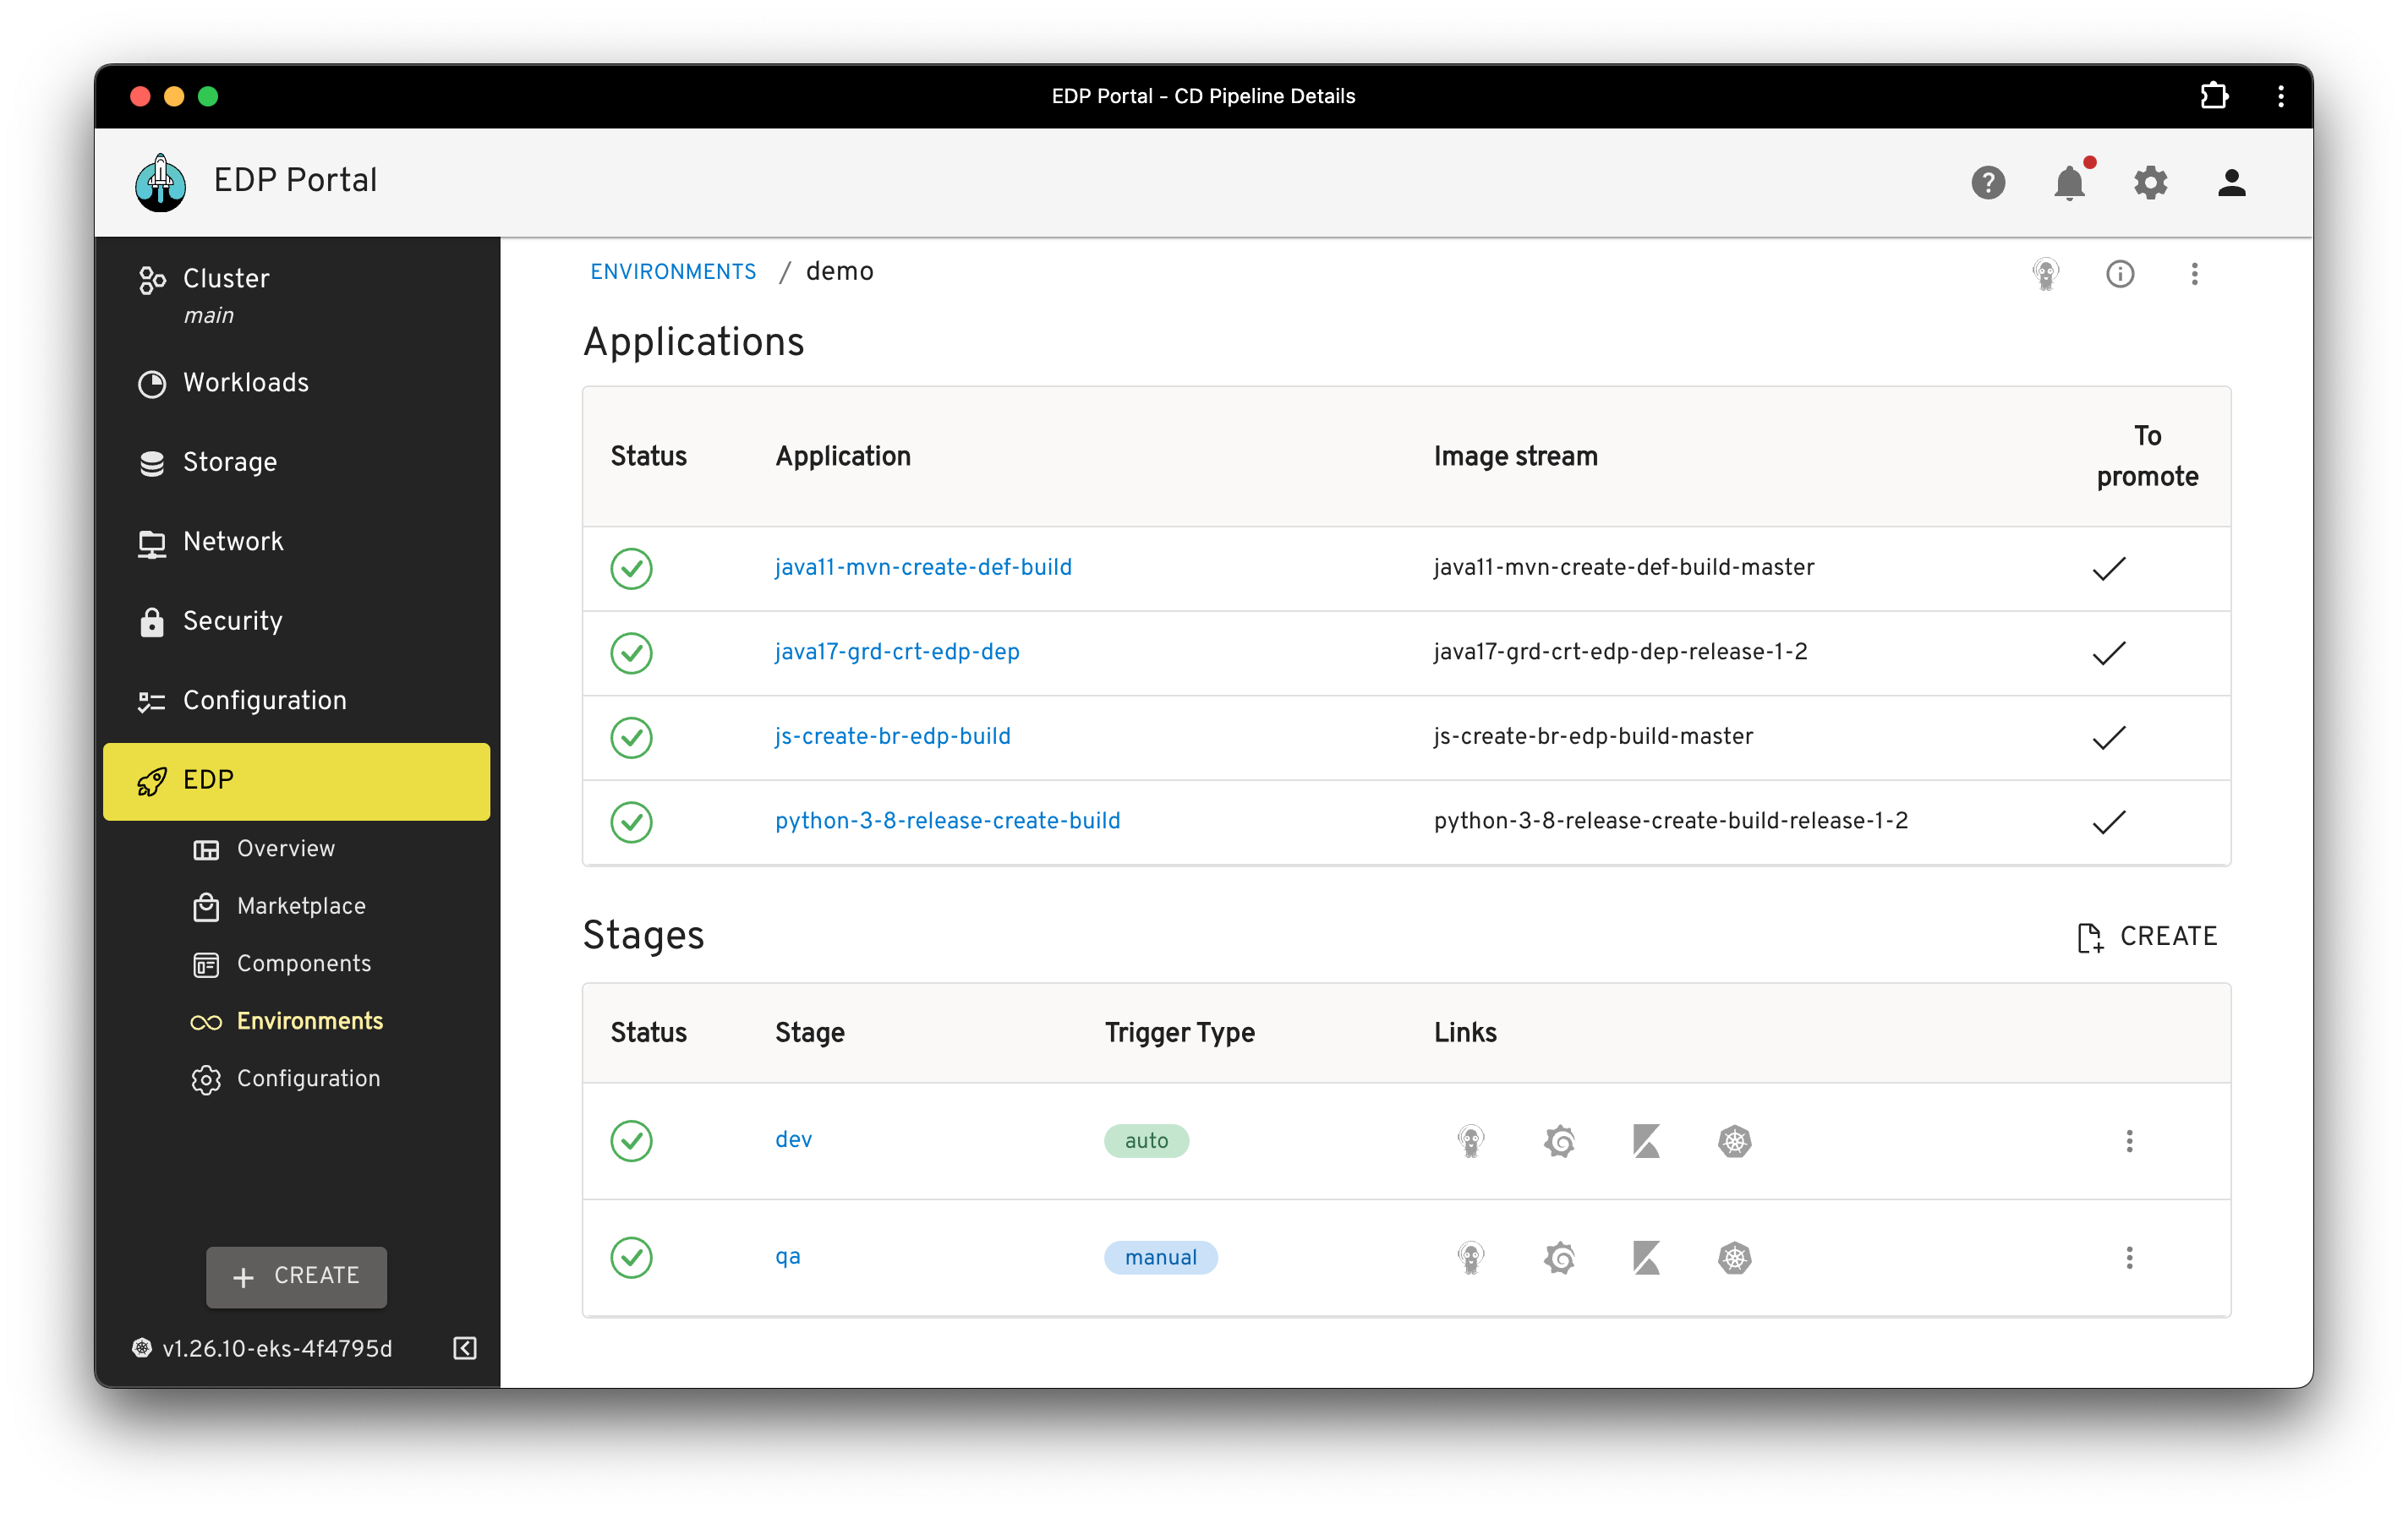 EDP Portal - CD Pipeline Details
EDP Portal
Cluster
main
Workloads
Storage
Network
Security
Configuration
EDP
Overview
Marketplace
Components
Environments
Configuration
+ CREATE
v1.26.10-eks-4f4795d
ENVIRONMENTS / demo
Applications
Status Application Image stream To promote
java11-mvn-create-def-build java11-mvn-create-def-build-master
java17-grd-crt-edp-dep java17-grd-crt-edp-dep-release-1-2
js-create-br-edp-build js-create-br-edp-build-master
python-3-8-release-create-build python-3-8-release-create-build-release-1-2
Stages CREATE
Status Stage Trigger Type Links
dev auto
qa manual